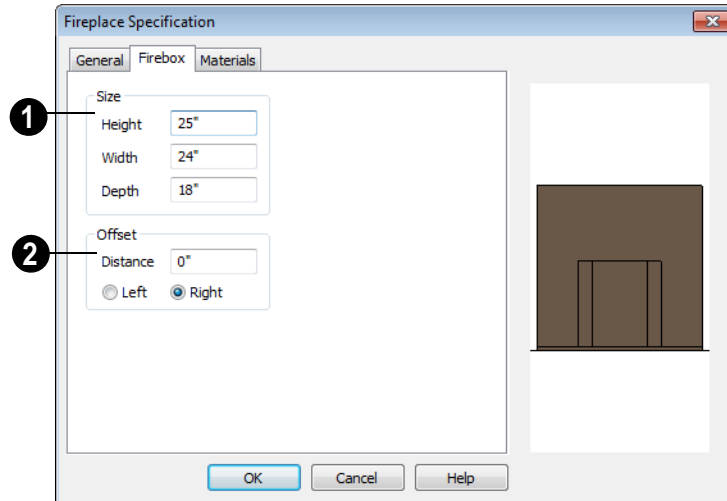 Fireplace Specification
General Firebox Materials
1 Size
Height 25"
Width 24"
Depth 18"
Offset
2 Distance 0"
Left Right
OK Cancel Help